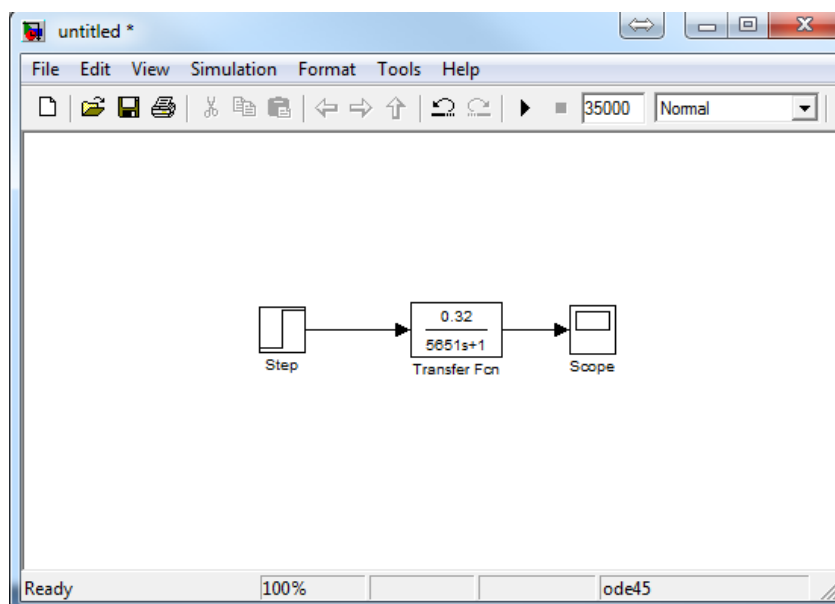 untitled *
File Edit View Simulation Format Tools Help
35000 Normal
0.32
5651s+1
Step
Transfer Fcn
Scope
Ready 100% ode45